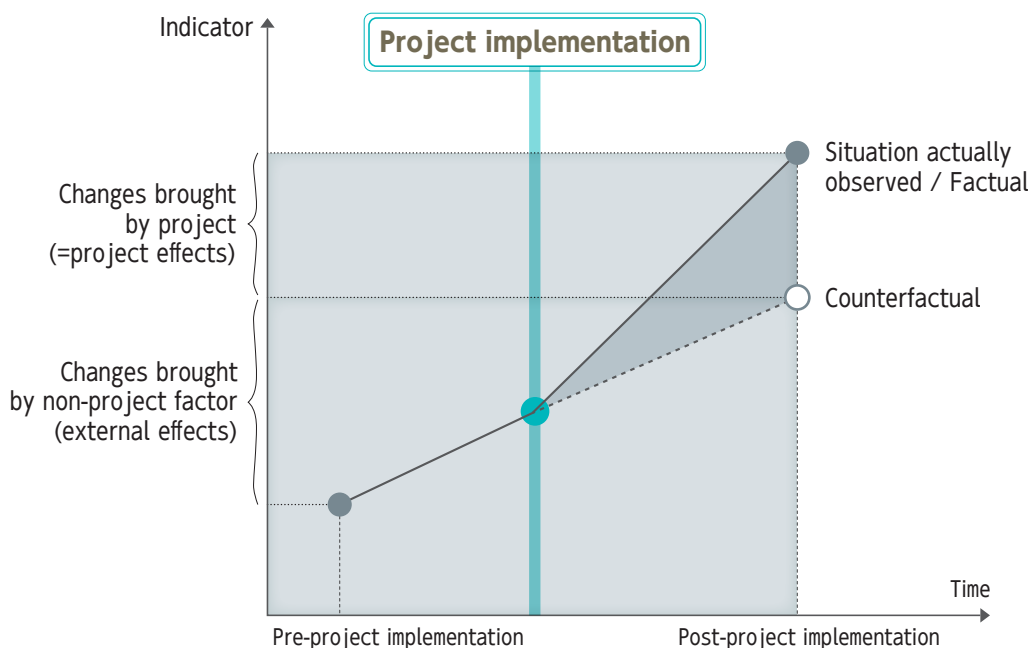 Indicator
Project implementation
Situation actually
observed / Factual
Changes brought
by project
(=project effects)
Counterfactual
Changes brought
by non-project factor
(external effects)
Time
Pre-project implementation
Post-project implementation